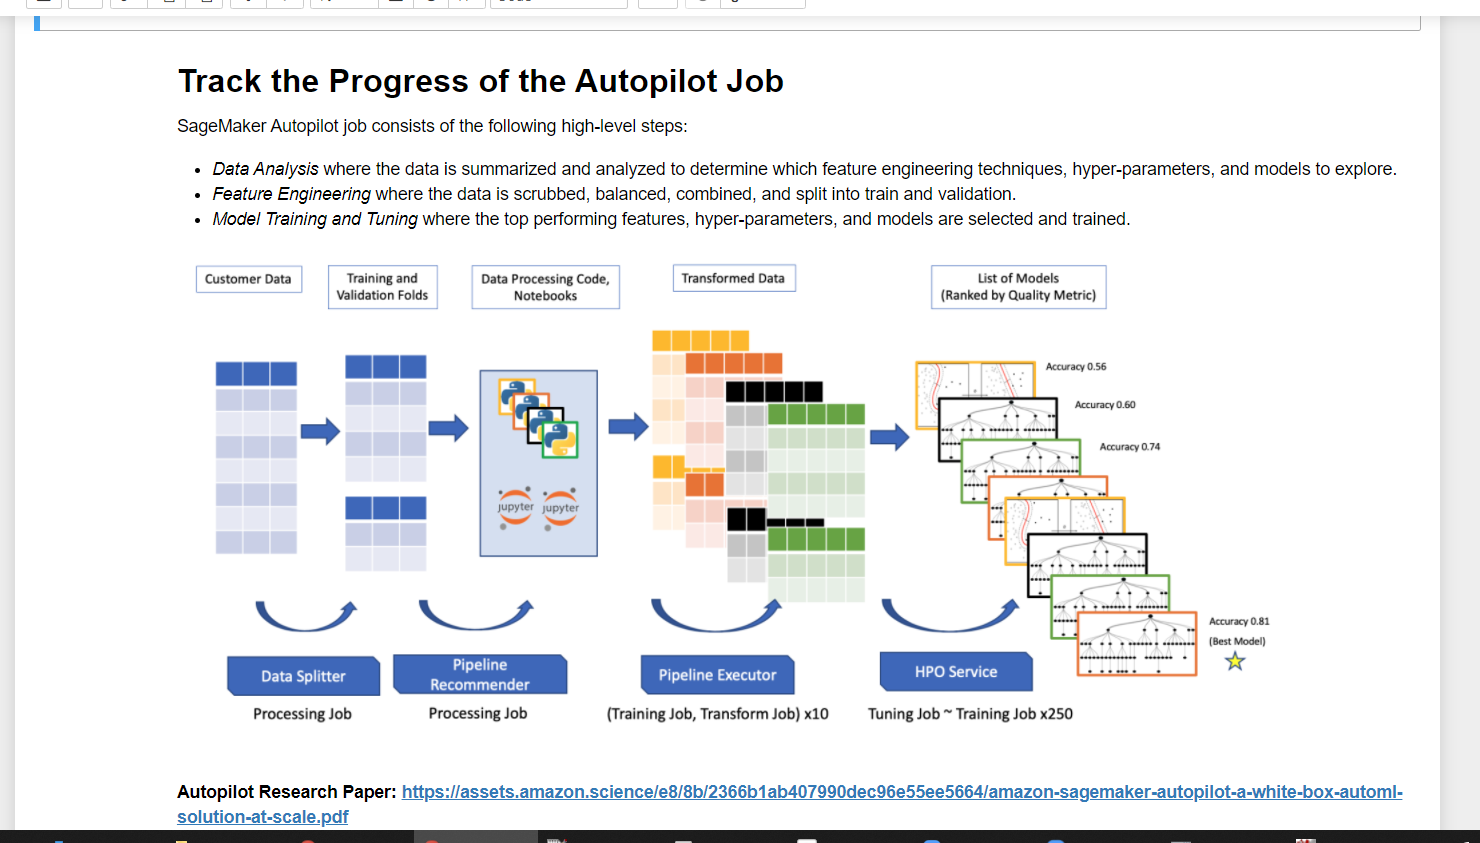 Track the Progress of the Autopilot Job
SageMaker Autopilot job consists of the following high-level steps:
Data Analysis where the data is summarized and analyzed to determine which feature engineering techniques, hyper-parameters, and models to explore.
Feature Engineering where the data is scrubbed, balanced, combined, and split into train and validation.
Model Training and Tuning where the top performing features, hyper-parameters, and models are selected and trained.
Customer Data
Training and
Validation Folds
Data Processing Code,
Notebooks
Transformed Data
List of Models
(Ranked by Quality Metric)
Accuracy 0.56
Accuracy 0.60
Accuracy 0.74
jupyter jupyter
Accuracy 0.81
(Best Model)
Data Splitter
Pipeline
Recommender
Pipeline Executor
HPO Service
Processing Job
Processing Job
(Training Job, Transform Job) x10
Tuning Job ~ Training Job x250
Autopilot Research Paper: https://assets.amazon.science/e8/8b/2366b1ab407990dec96e55ee5664/amazon-sagemaker-autopilot-a-white-box-automl-
solution-at-scale.pdf